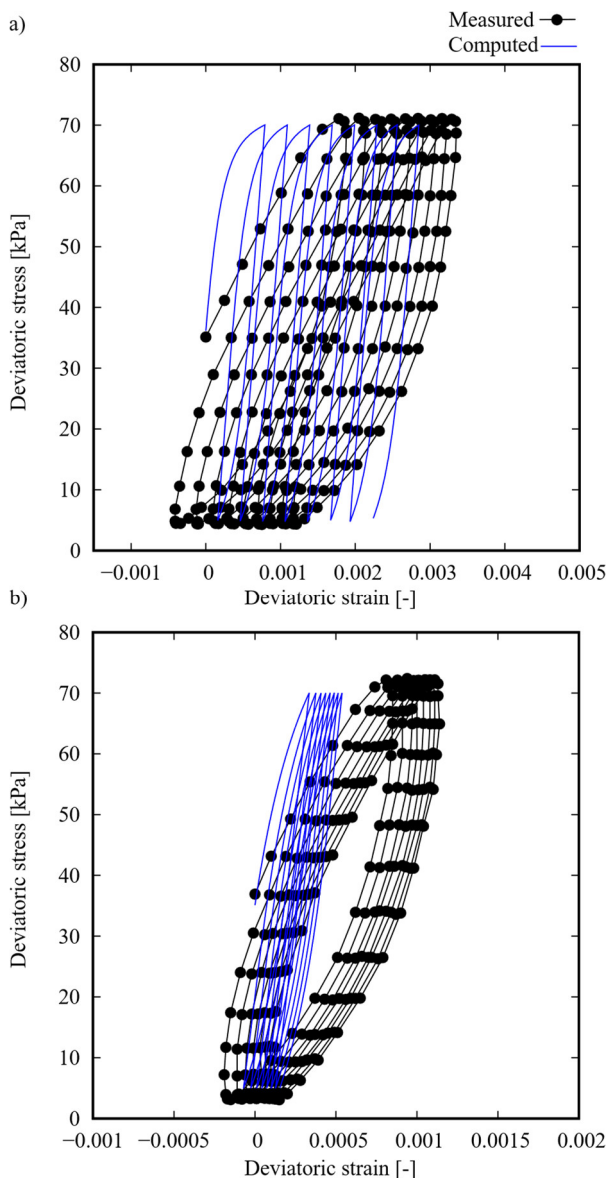 a)
Measured
Computed
80
70
60
50
40
30
20
10
0
Deviatoric stress [kPa]
−0.001 0 0.001 0.002 0.003 0.004 0.005
Deviatoric strain [-]
b)
80
70
60
50
40
30
20
10
0
Deviatoric stress [kPa]
−0.001 −0.0005 0 0.0005 0.001 0.0015 0.002
Deviatoric strain [-]